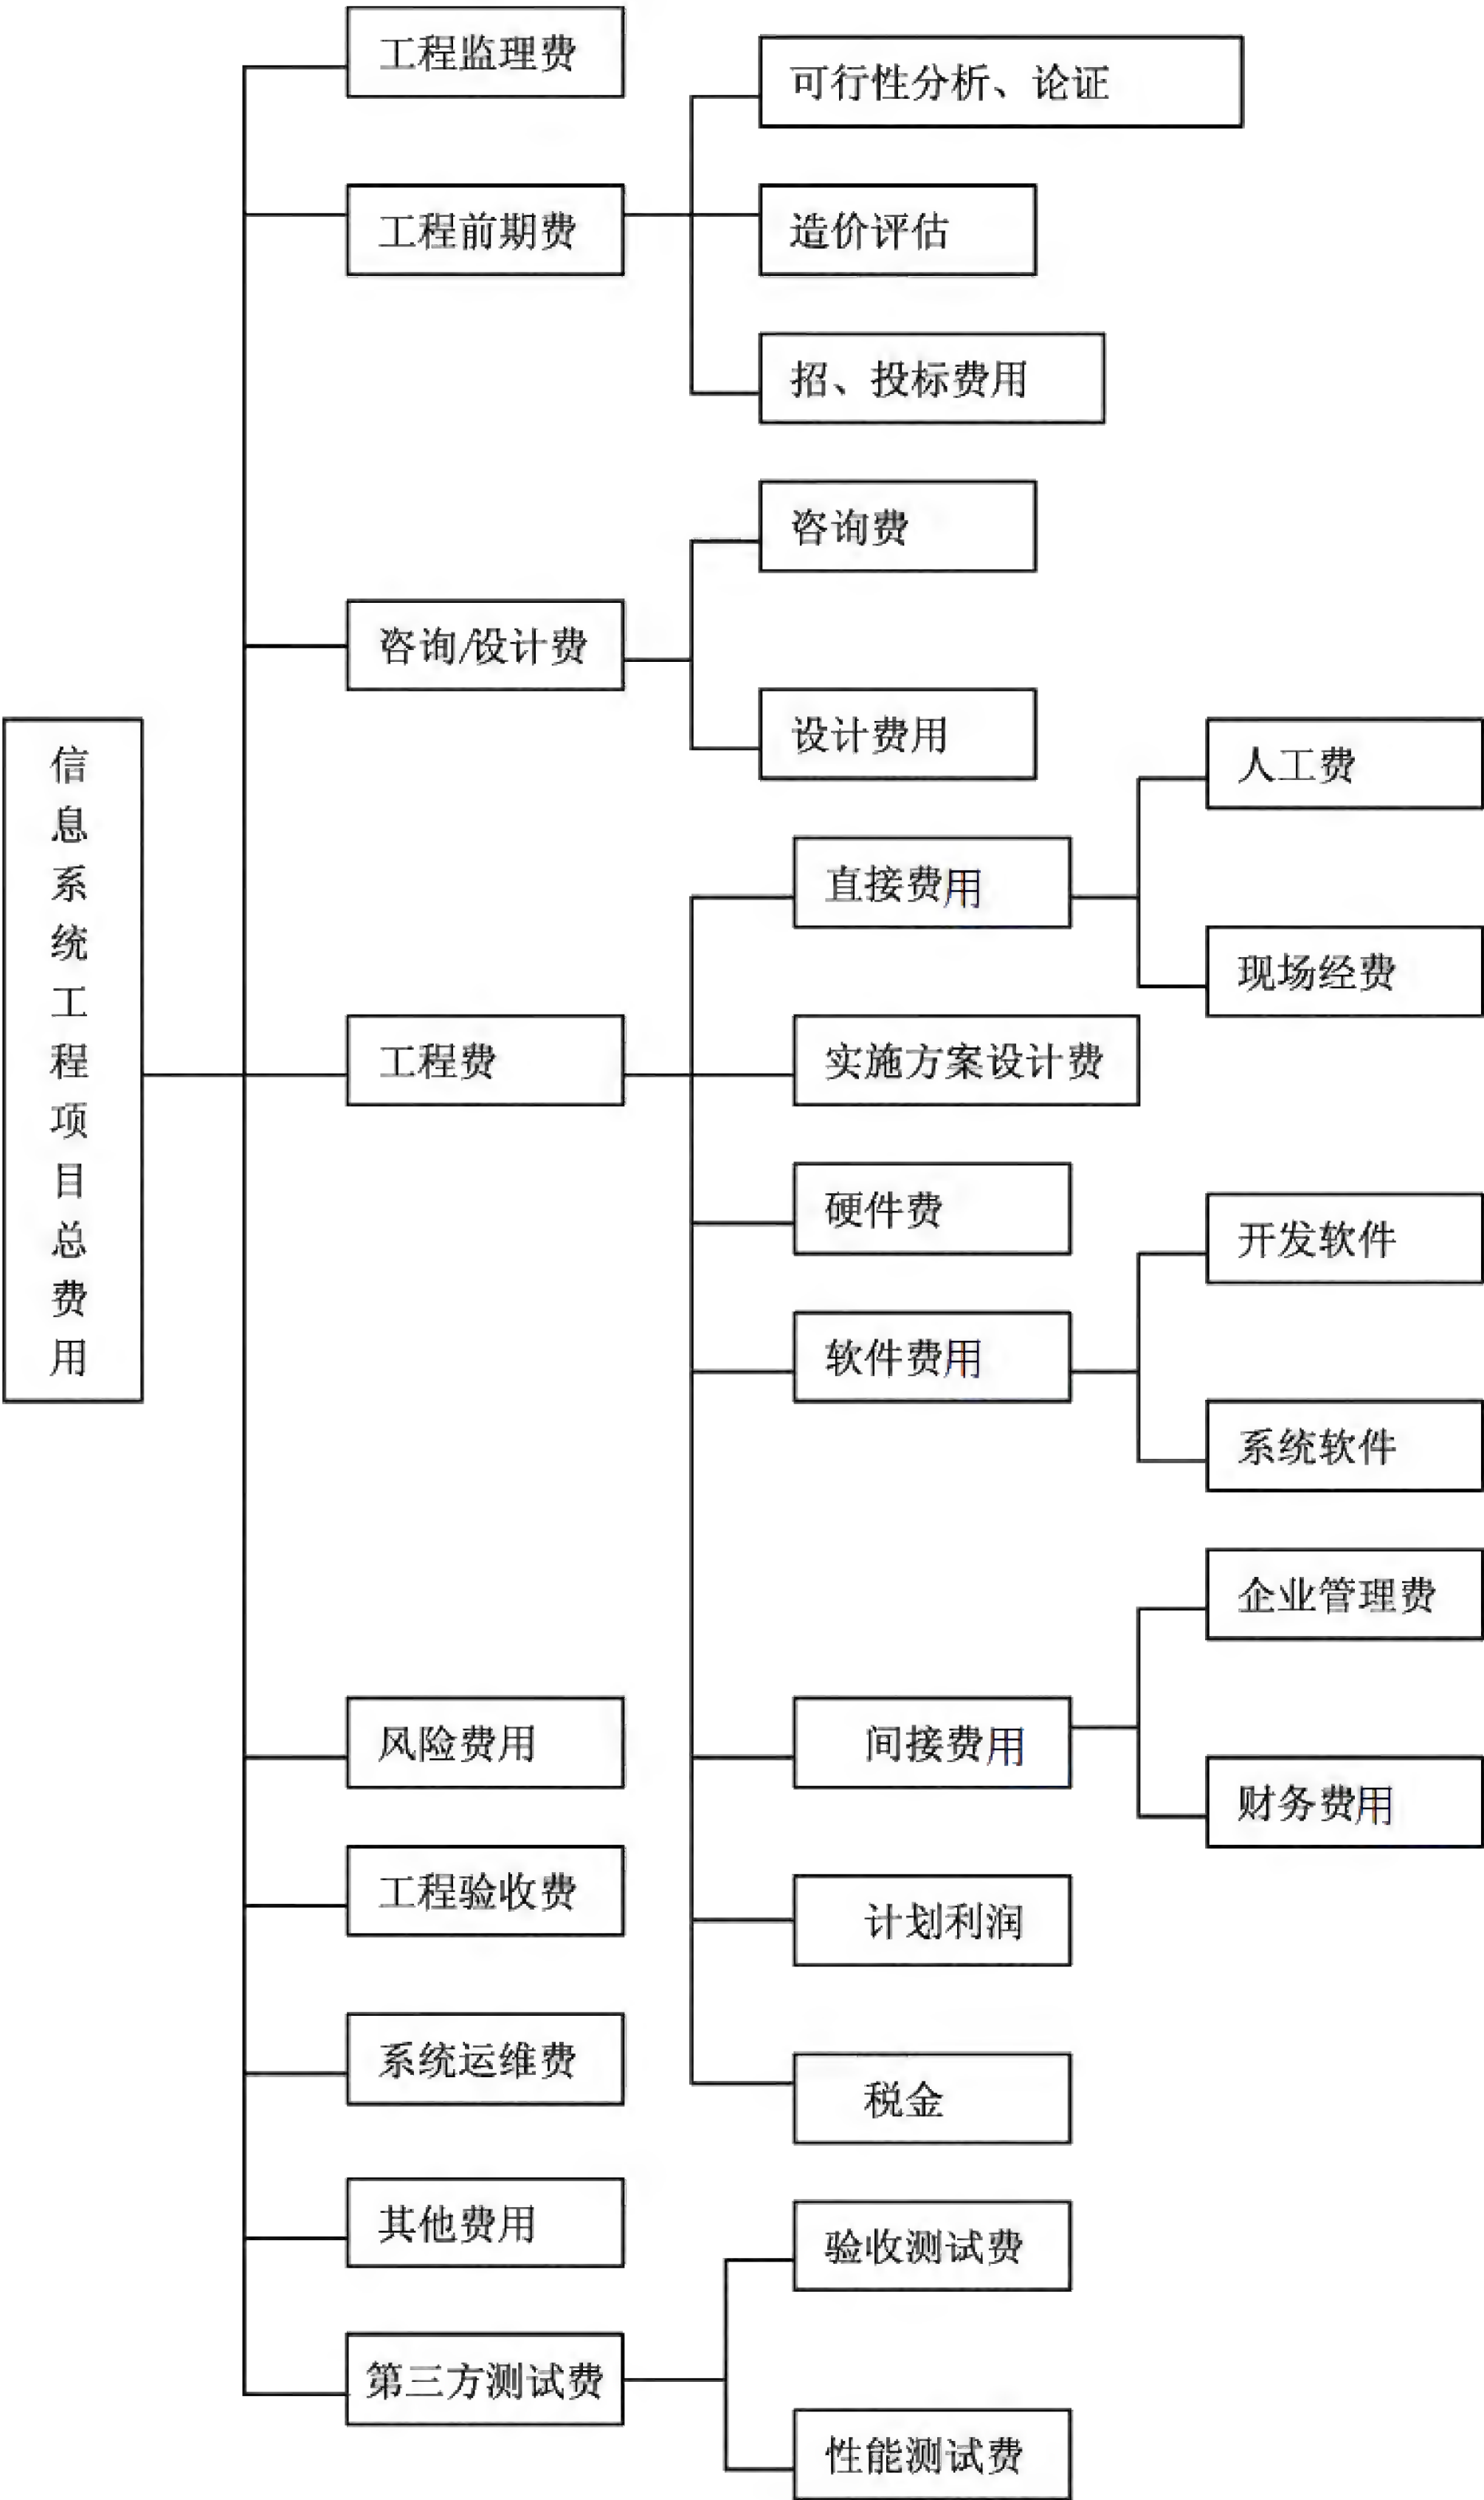 信息系统工程项目总费用
工程监理费
工程前期费
可行性分析、论证
造价评估
招、投标费用
咨询/设计费
咨询费
设计费用
工程费
直接费用
人工费
现场经费
实施方案设计费
硬件费
软件费用
开发软件
系统软件
间接费用
企业管理费
财务费用
计划利润
税金
风险费用
工程验收费
系统运维费
其他费用
第三方测试费
验收测试费
性能测试费